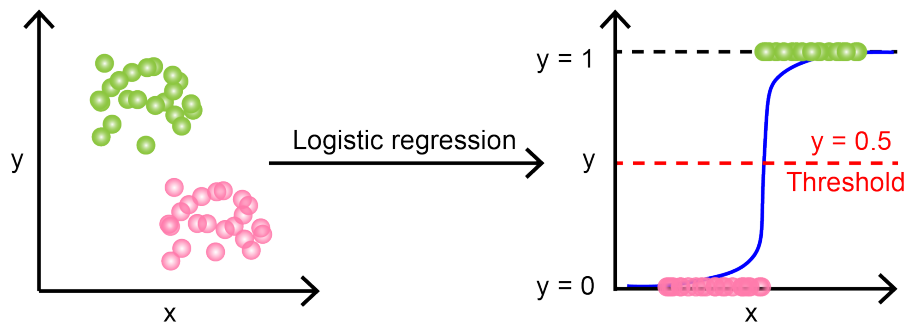 y
x
Logistic regression
y = 1
y
y = 0
y = 0.5
Threshold
x